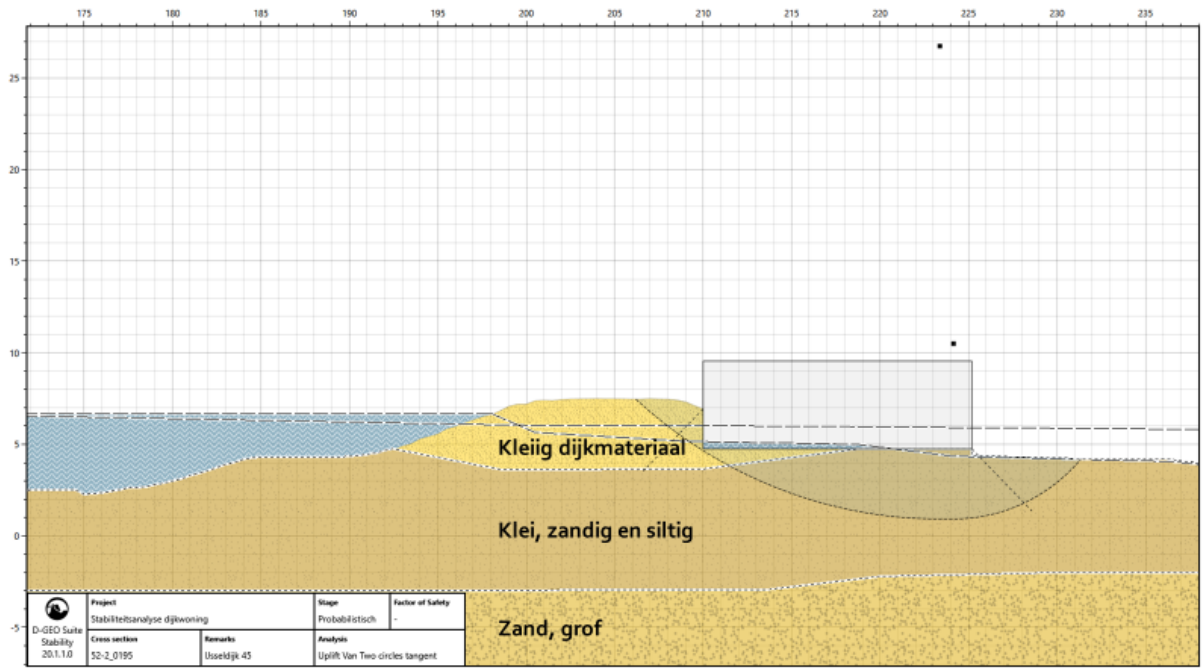 175 180 185 190 195 200 205 210 215 220 225 230 235
25
20
15
10
5
0
-5
Kleiig dijkmateriaal
Klei, zandig en siltig
Zand, grof
D-GEO Suite
Stability
20.1.1.0
Project
Stabiliteitsanalyse dijkwoning
Stage
Probabilistisch
Factor of Safety
-
Cross section
52-2_0195
Remarks
IJsseldijk 45
Analysis
Uplift Van Two circles tangent